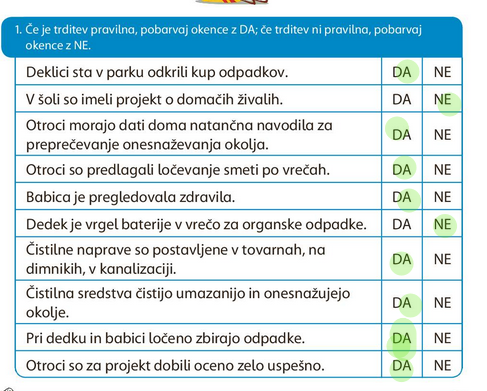 1. Če je trditev pravilna, pobarvaj okence z DA; če trditev ni pravilna, pobarvaj
okence z NE.
Deklici sta v parku odkrili kup odpadkov. DA NE
V šoli so imeli projekt o domačih živalih. DA NE
Otroci morajo dati doma natančna navodila za
preprečevanje onesnaževanja okolja. DA NE
Otroci so predlagali ločevanje smeti po vrečah. DA NE
Babica je pregledovala zdravila. DA NE
Dedek je vrgel baterije v vrečo za organske odpadke. DA NE
Čistilne naprave so postavljene v tovarnah, na
dimnikih, v kanalizaciji. DA NE
Čistilna sredstva čistijo umazanijo in onesnažujejo
okolje. DA NE
Pri dedku in babici ločeno zbirajo odpadke. DA NE
Otroci so za projekt dobili oceno zelo uspešno. DA NE